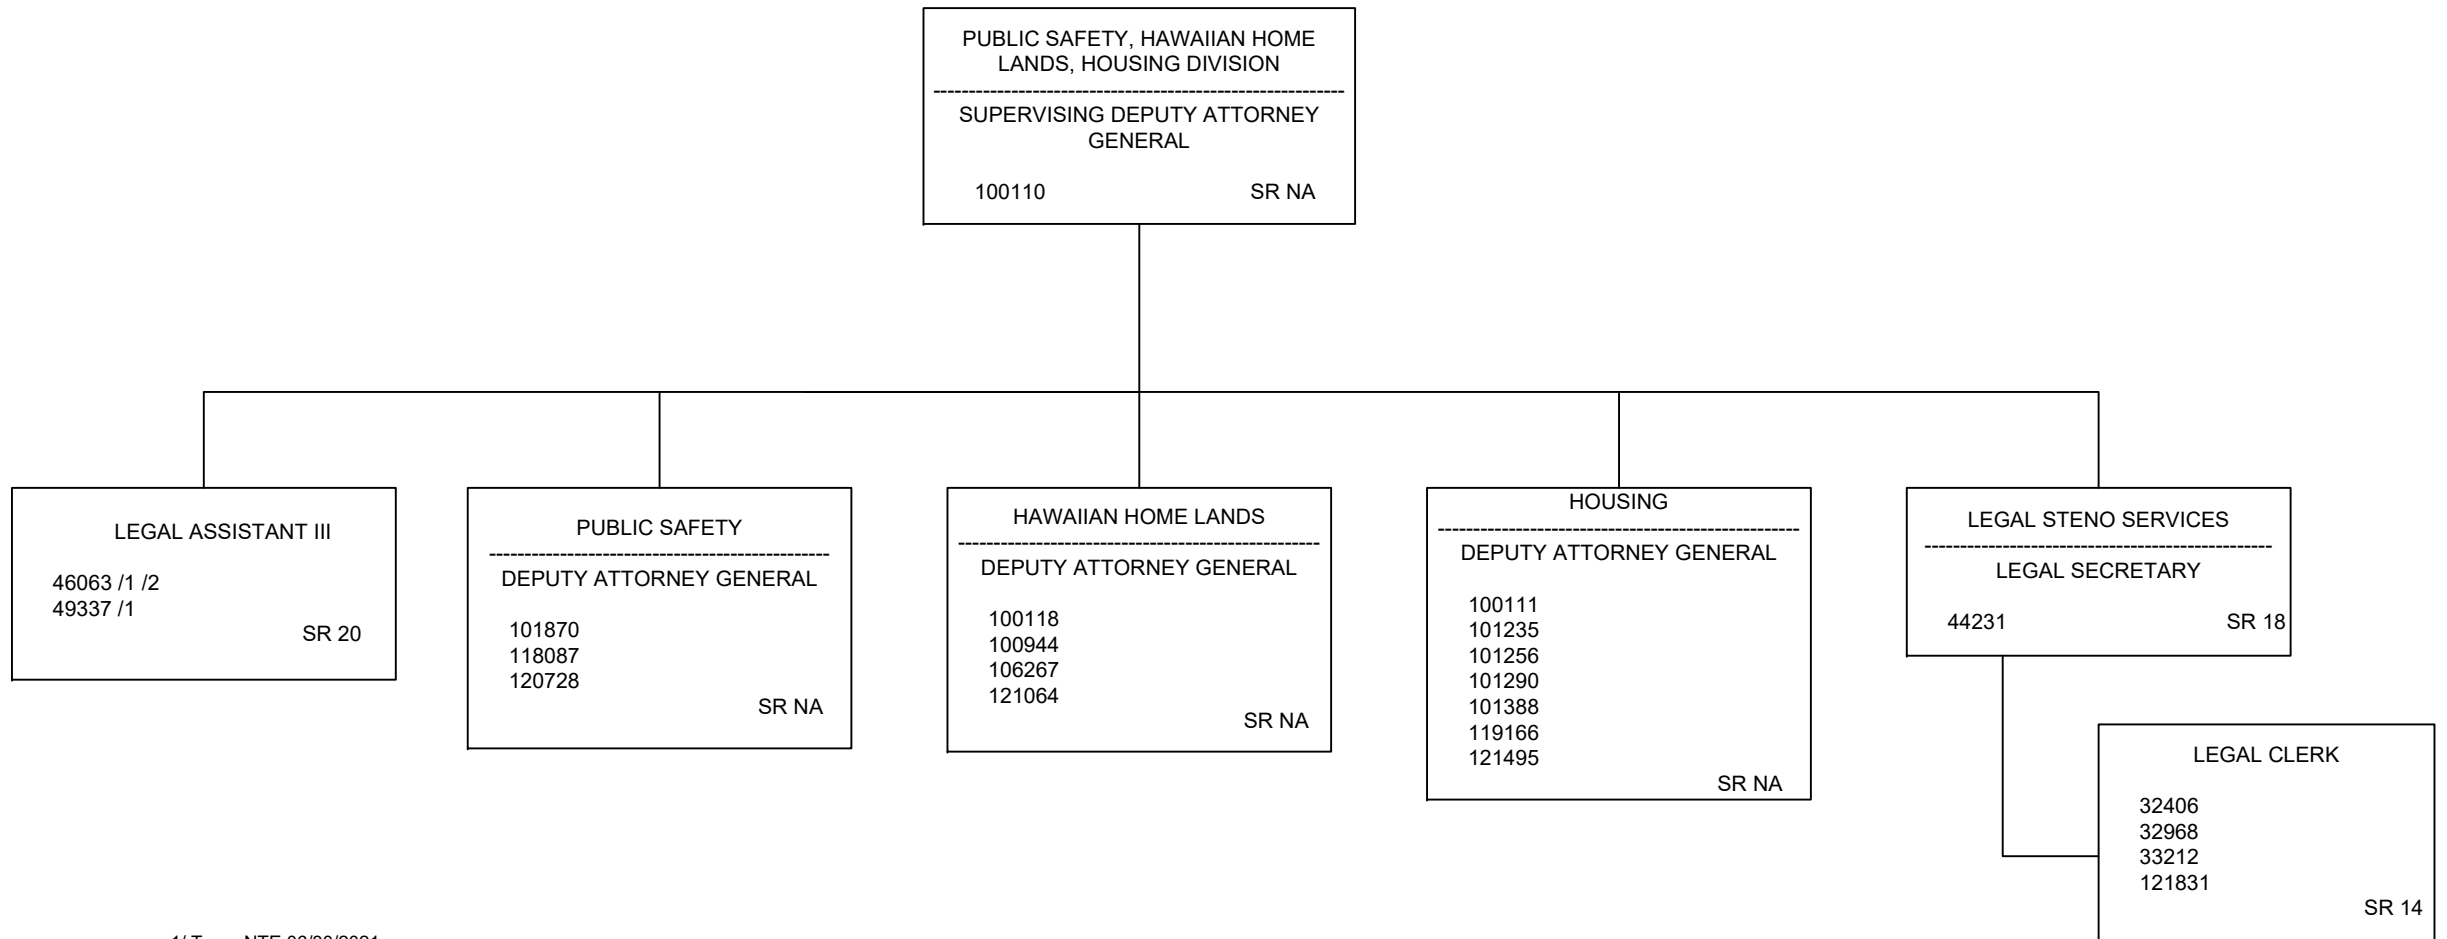 PUBLIC SAFETY, HAWAIIAN HOME
LANDS, HOUSING DIVISION
SUPERVISING DEPUTY ATTORNEY
GENERAL
100110 SR NA
LEGAL ASSISTANT III
46063 /1 /2
49337 /1
SR 20
PUBLIC SAFETY
DEPUTY ATTORNEY GENERAL
101870
118087
120728
SR NA
HAWAIIAN HOME LANDS
DEPUTY ATTORNEY GENERAL
100118
100944
106267
121064
SR NA
HOUSING
DEPUTY ATTORNEY GENERAL
100111
101235
101256
101290
101388
119166
121495
SR NA
LEGAL STENO SERVICES
LEGAL SECRETARY
44231 SR 18
LEGAL CLERK
32406
32968
33212
121831
SR 14